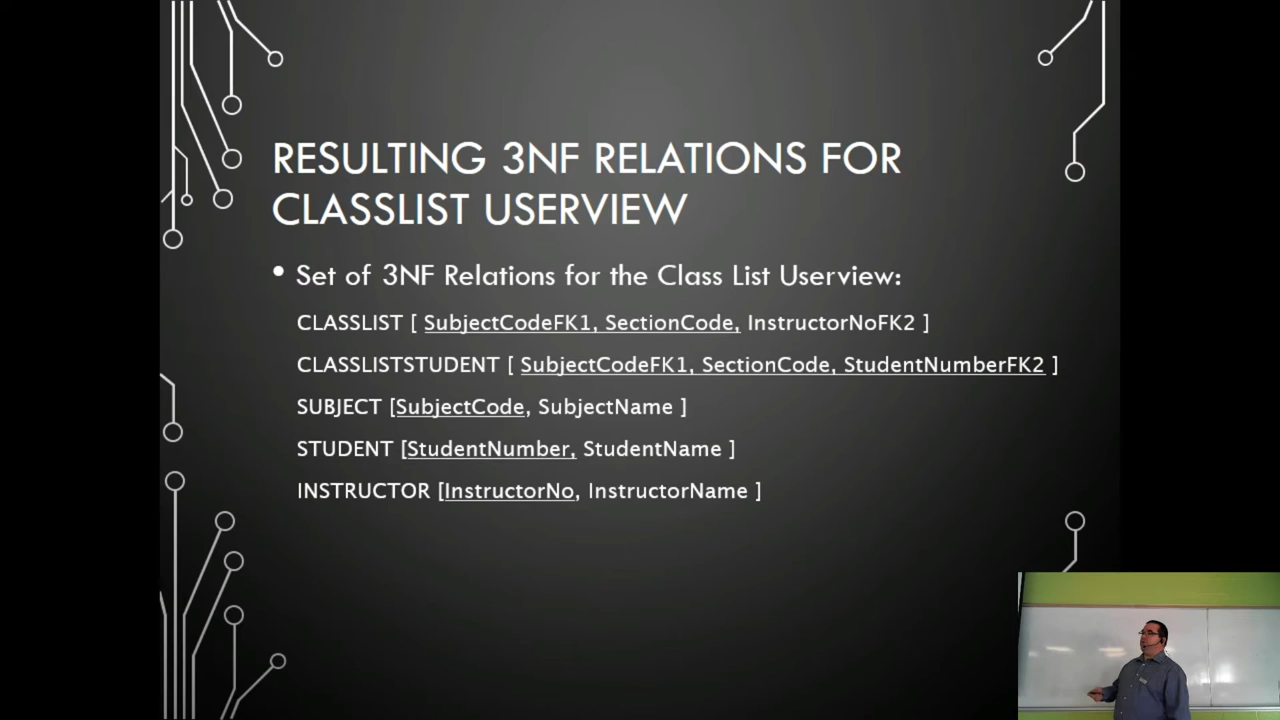 RESULTING 3NF RELATIONS FOR
CLASSLIST USERVIEW
• Set of 3NF Relations for the Class List Userview:
CLASSLIST [ SubjectCodeFK1, SectionCode, InstructorNoFK2 ]
CLASSLISTSTUDENT [ SubjectCodeFK1, SectionCode, StudentNumberFK2 ]
SUBJECT [SubjectCode, SubjectName ]
STUDENT [StudentNumber, StudentName ]
INSTRUCTOR [InstructorNo, InstructorName ]